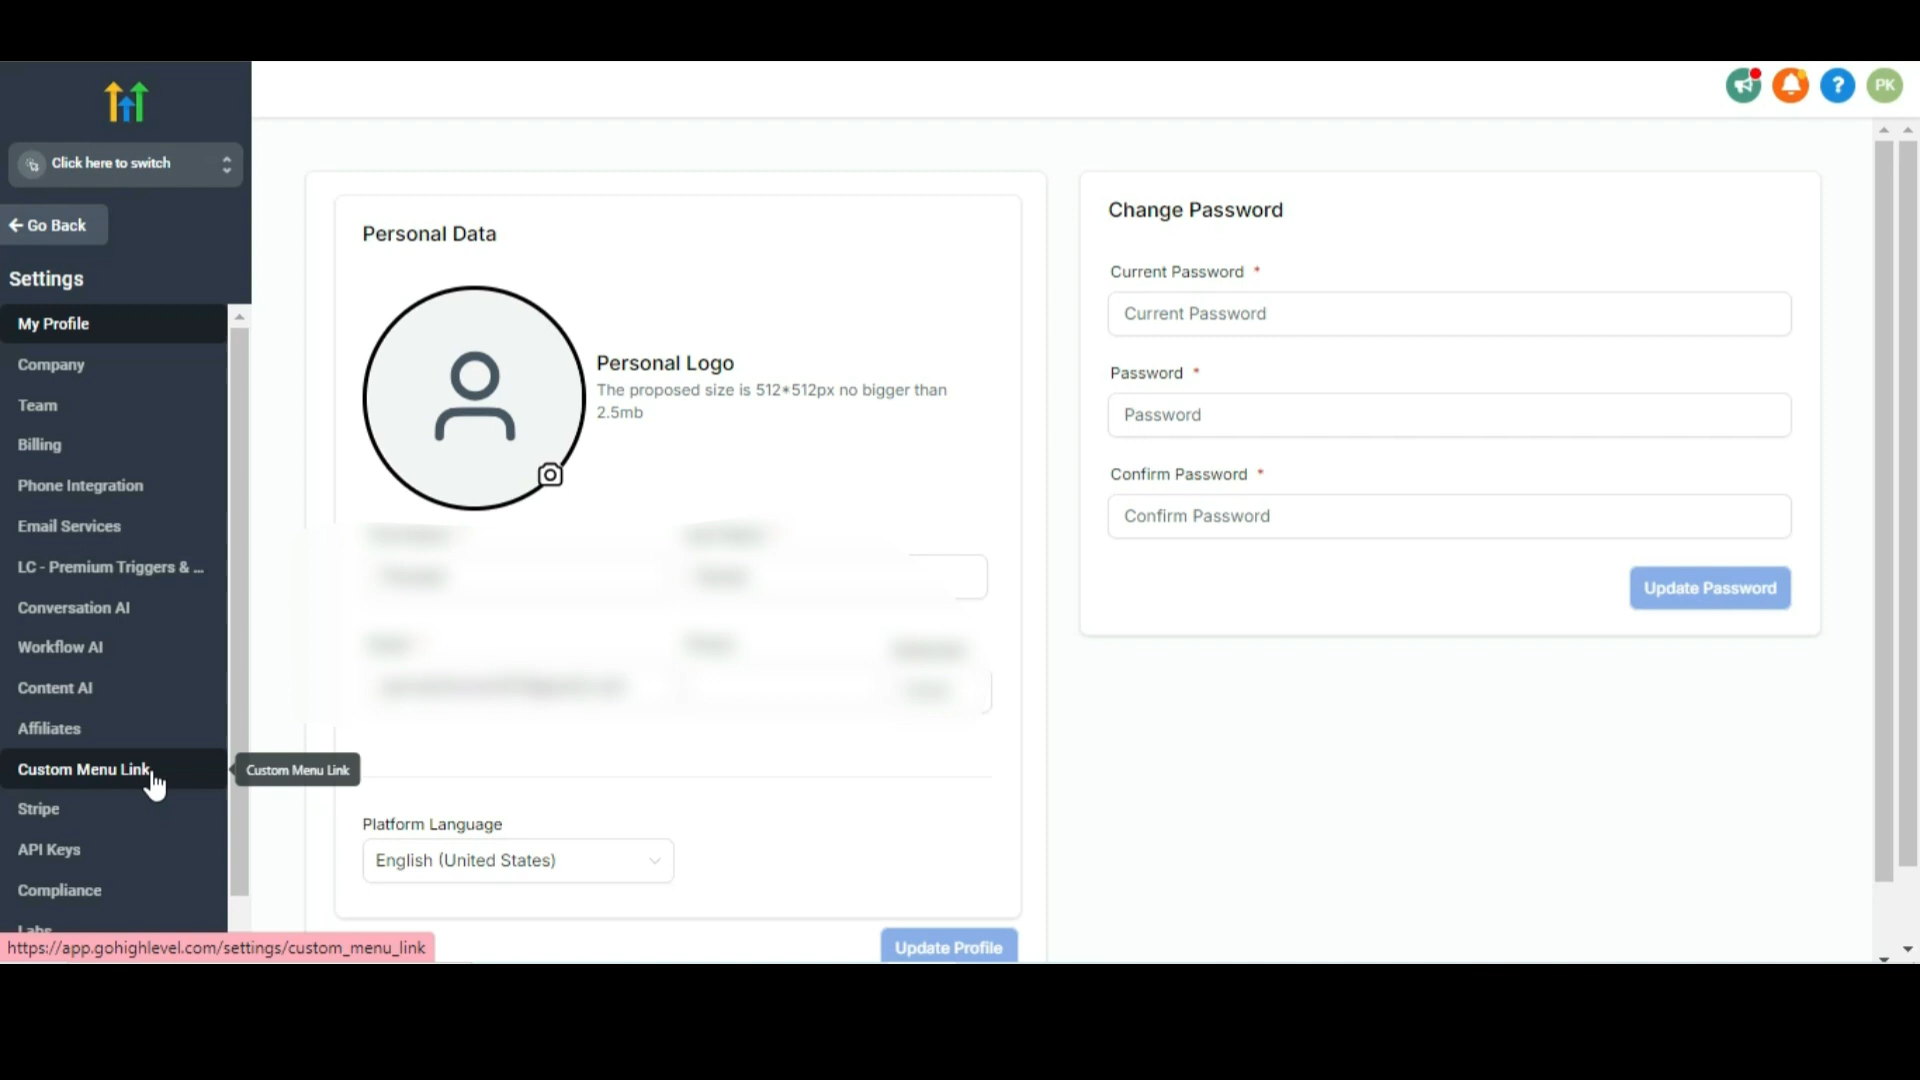 Click here to switch
Go Back
Settings
My Profile
Company
Team
Billing
Phone Integration
Email Services
LC - Premium Triggers & ...
Conversation AI
Workflow AI
Content AI
Affiliates
Custom Menu Link
Stripe
API Keys
Compliance
Labs
https://app.gohighlevel.com/settings/custom_menu_link
Custom Menu Link
PK
?
Personal Data
Personal Logo
The proposed size is 512*512px no bigger than
2.5mb
Platform Language
English (United States)
Update Profile
Change Password
Current Password *
Current Password
Password *
Password
Confirm Password *
Confirm Password
Update Password